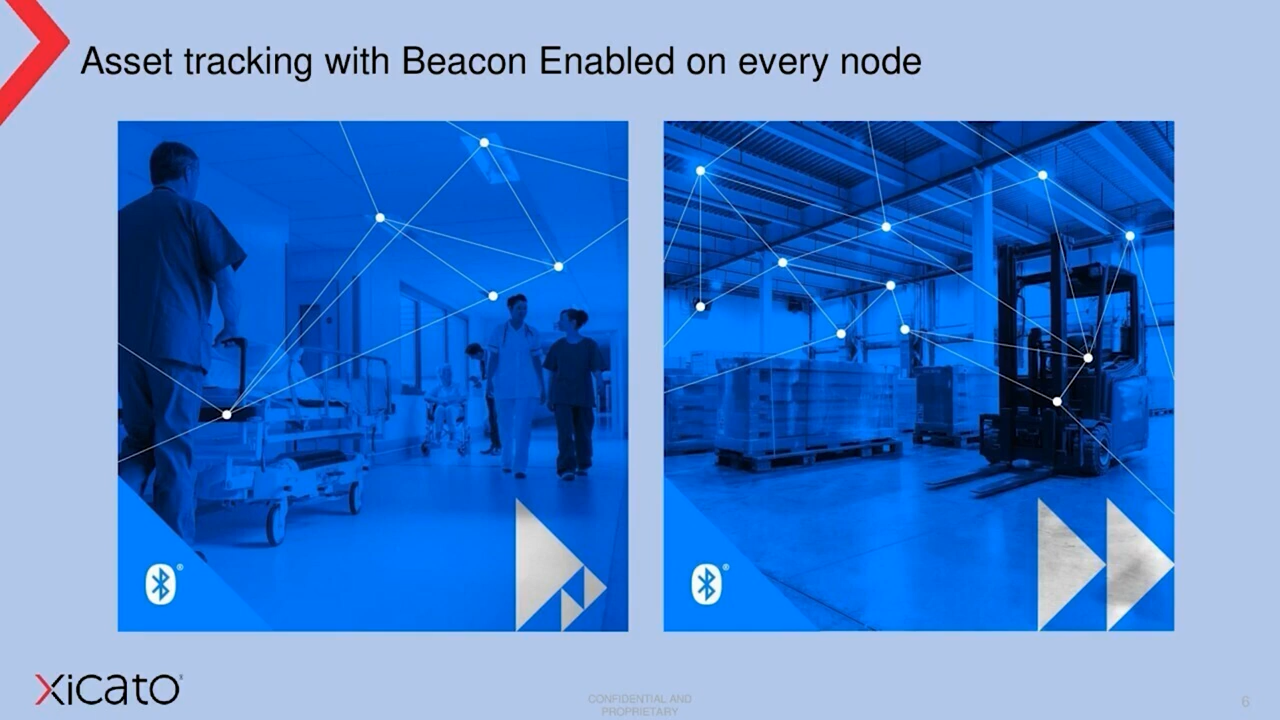 Asset tracking with Beacon Enabled on every node
®
®
xicato
CONFIDENTIAL AND
PROPRIETARY
6